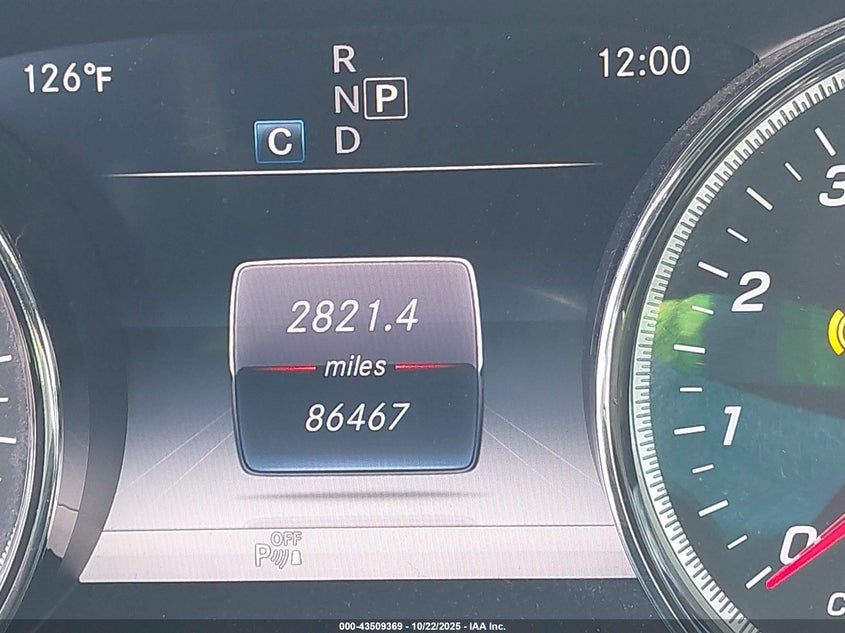 126°F
12:00
R
N P
C D
2821.4
miles
86467
OFF
P
3
2
1
0
C
000-43509369 - 10/22/2025 - IAA Inc.